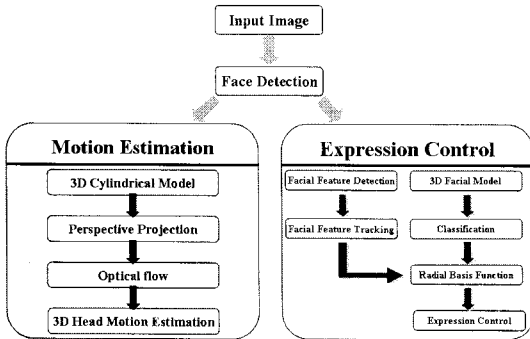 Input Image
Face Detection
Motion Estimation
3D Cylindrical Model
Perspective Projection
Optical flow
3D Head Motion Estimation
Expression Control
Facial Feature Detection
3D Facial Model
Facial Feature Tracking
Classification
Radial Basis Function
Expression Control